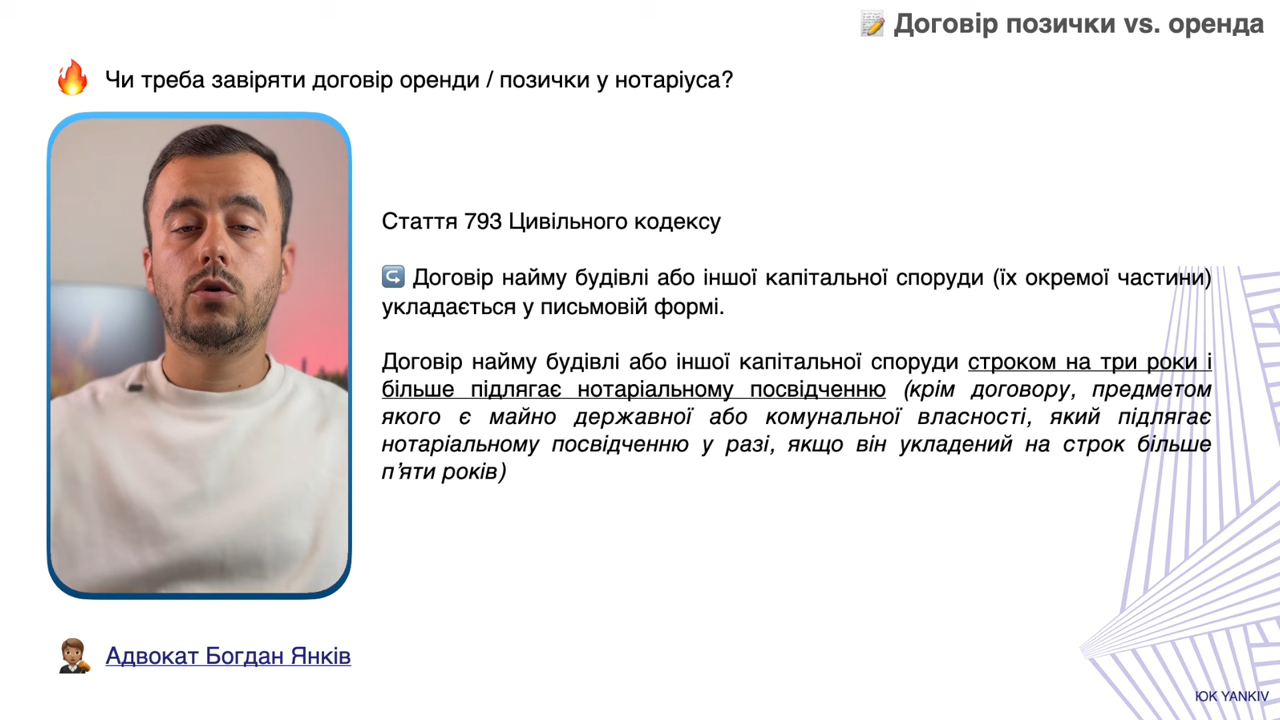 Договір позички vs. оренда
Чи треба завіряти договір оренди / позички у нотаріуса?
Стаття 793 Цивільного кодексу
Договір найму будівлі або іншої капітальної споруди (їх окремої частини)
укладається у письмовій формі.
Договір найму будівлі або іншої капітальної споруди строком на три роки і
більше підлягає нотаріальному посвідченню (крім договору, предметом
якого є майно державної або комунальної власності, який підлягає
нотаріальному посвідченню у разі, якщо він укладений на строк більше
п’яти років)
Адвокат Богдан Янків
ЮК YANKIV